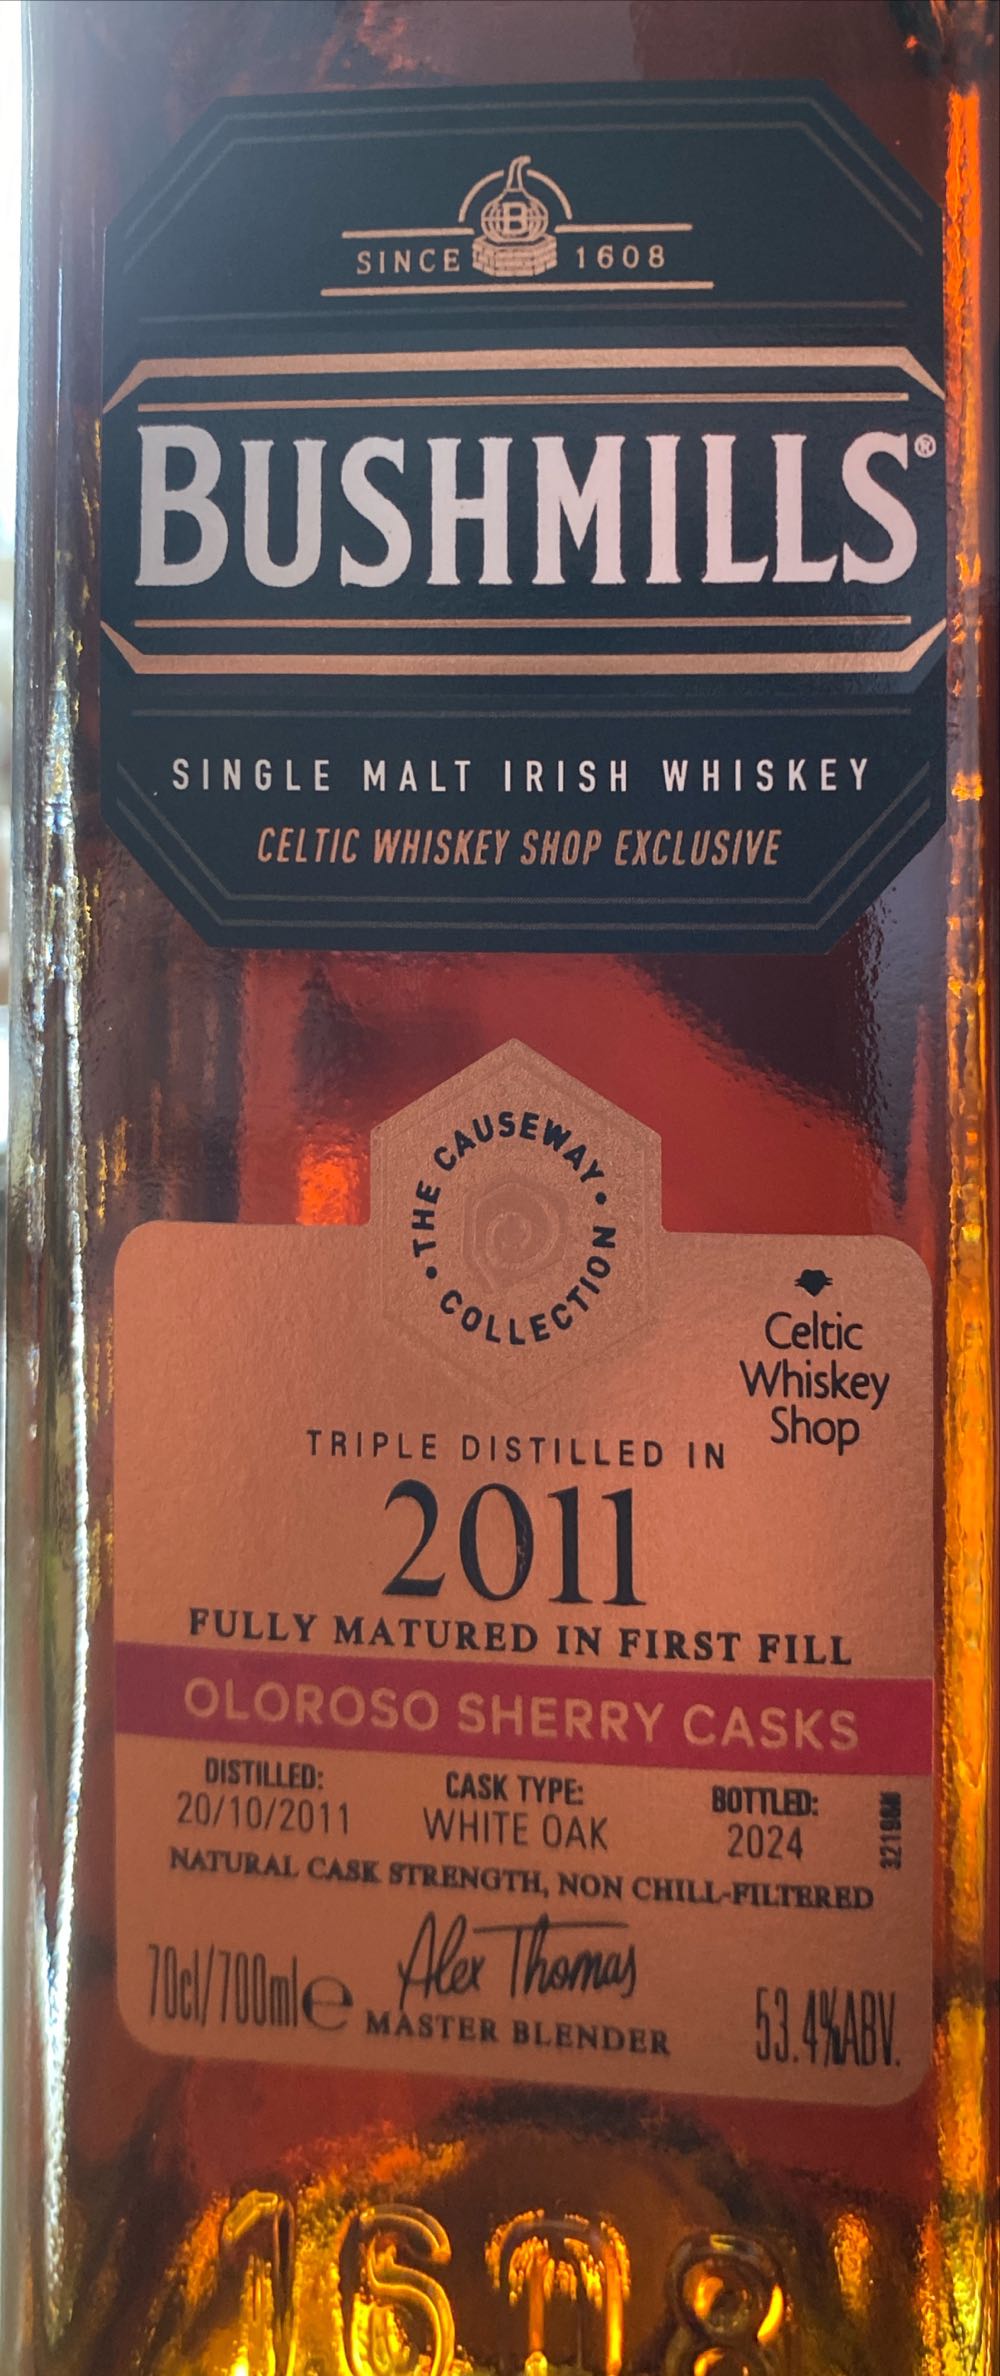 SINCE B 1608
BUSHMILLS®
SINGLE MALT IRISH WHISKEY
CELTIC WHISKEY SHOP EXCLUSIVE
• THE CAUSEWAY •
COLLECTION
Celtic
Whiskey
Shop
TRIPLE DISTILLED IN
2011
FULLY MATURED IN FIRST FILL
OLOROSO SHERRY CASKS
DISTILLED: CASK TYPE: BOTTLED:
20/10/2011 WHITE OAK 2024
NATURAL CASK STRENGTH, NON CHILL-FILTERED
Alex Thomas
70cl/700ml℮ MASTER BLENDER 53.4%ABV.
1608